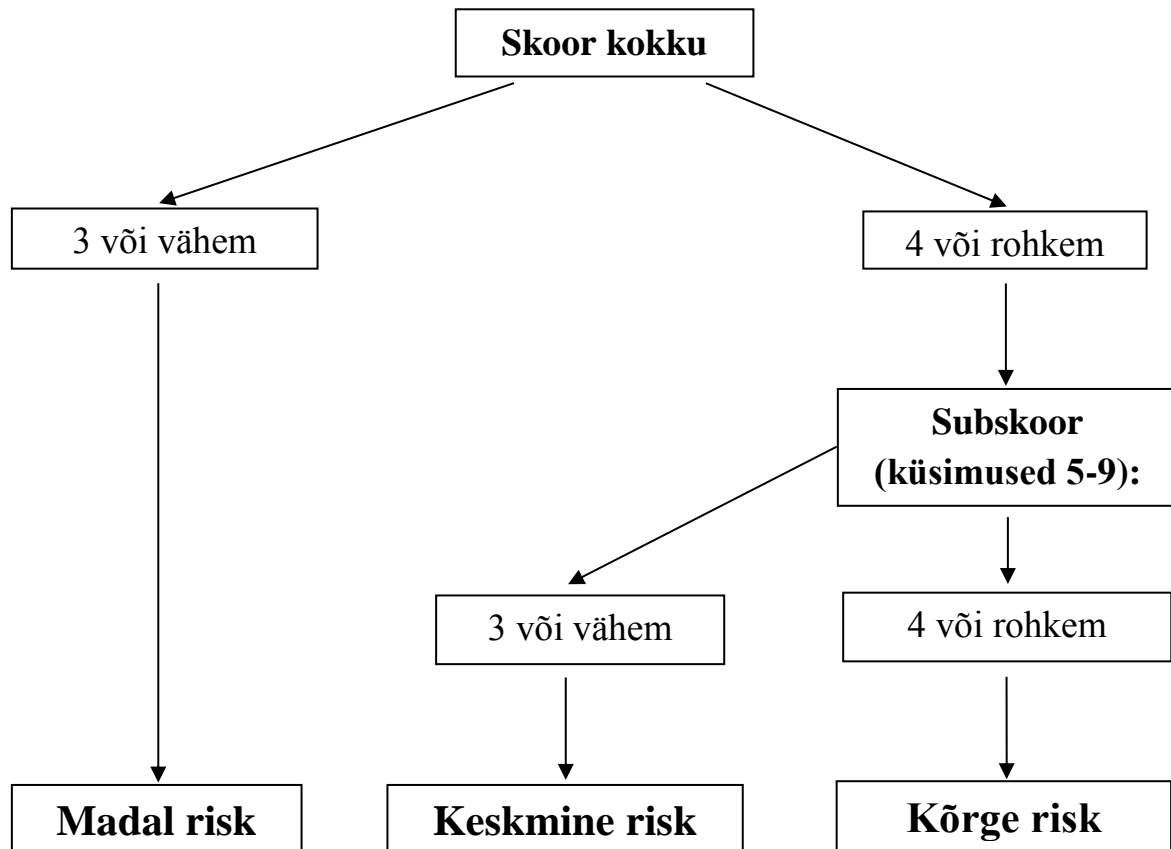 Skoor kokku
3 või vähem
4 või rohkem
Subskoor
(küsimused 5-9):
3 või vähem
4 või rohkem
Madal risk
Keskmine risk
Kõrge risk